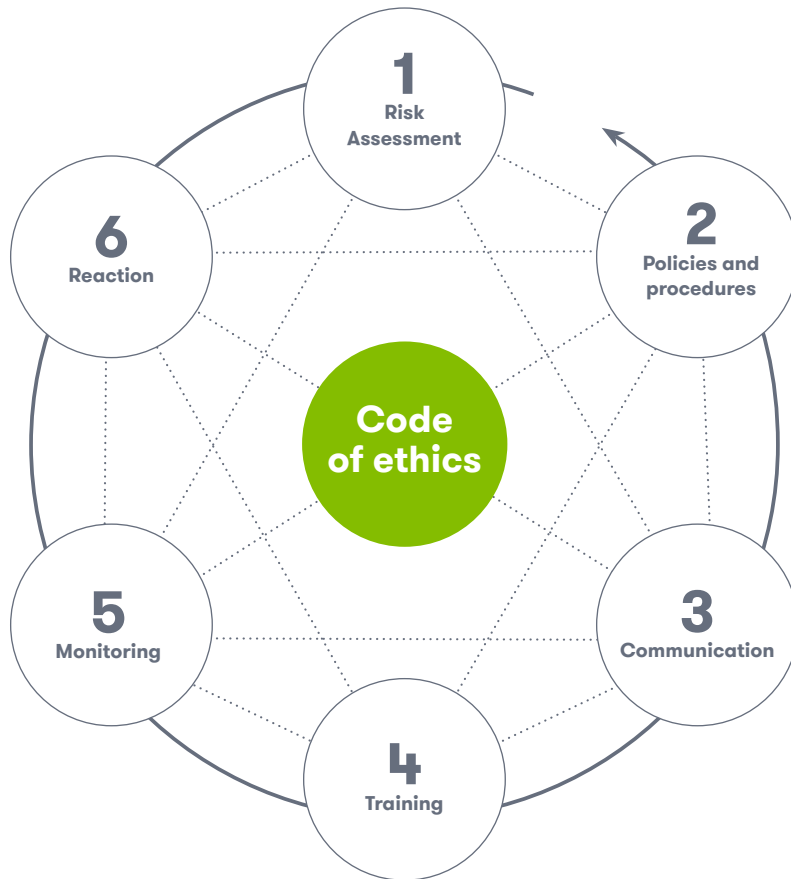 1
Risk
Assessment
2
Policies and
procedures
3
Communication
4
Training
5
Monitoring
6
Reaction
Code
of ethics